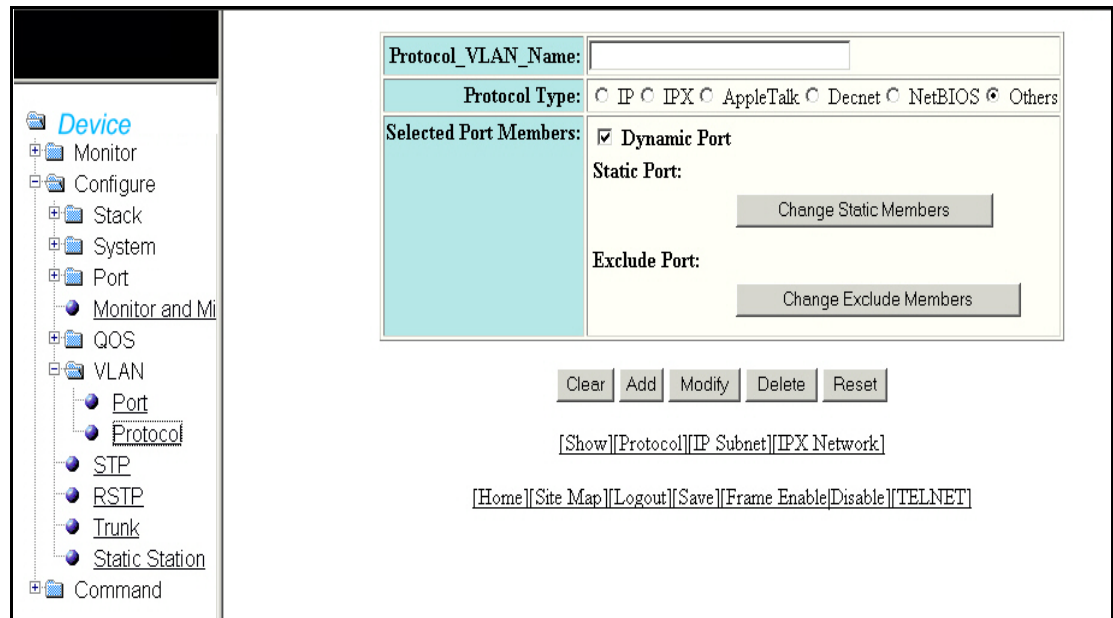 Device
Monitor
Configure
Stack
System
Port
Monitor and Mi
QOS
VLAN
Port
Protocol
STP
RSTP
Trunk
Static Station
Command
Protocol_VLAN_Name:
Protocol Type: IP IPX AppleTalk Decnet NetBIOS Others
Selected Port Members: Dynamic Port
Static Port:
Change Static Members
Exclude Port:
Change Exclude Members
Clear Add Modify Delete Reset
[Show][Protocol][IP Subnet][IPX Network]
[Home][Site Map][Logout][Save][Frame Enable|Disable][TELNET]